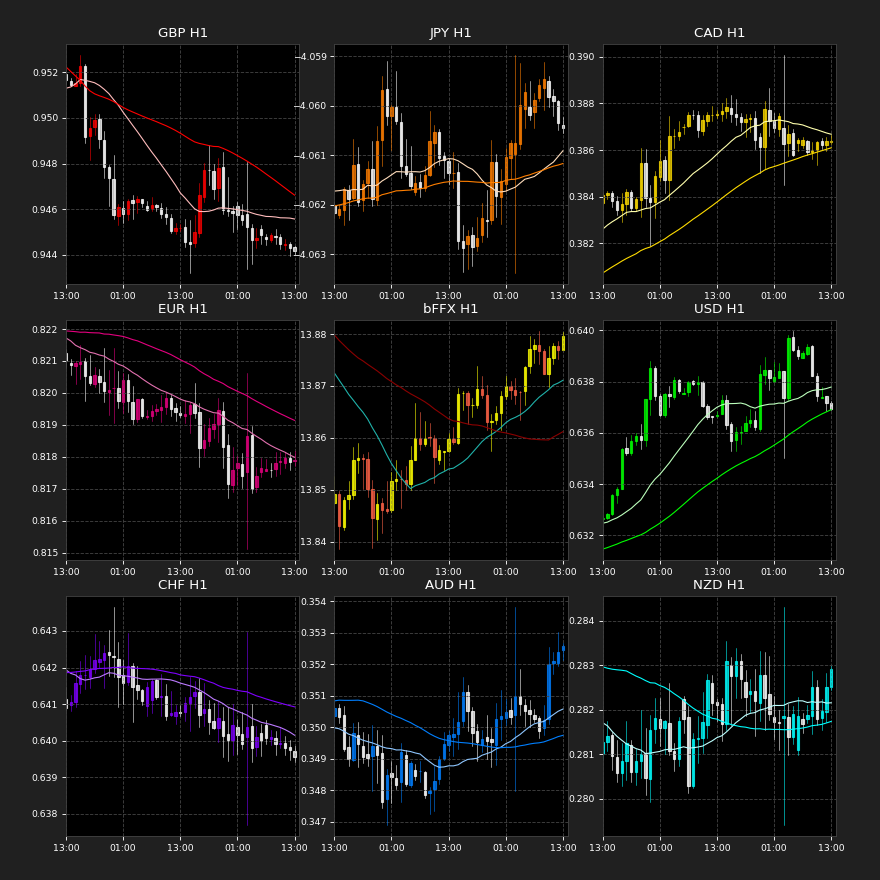 GBP H1
0.952
0.950
0.948
0.946
0.944
13:00 01:00 13:00 01:00 13:00
JPY H1
-4.059
-4.060
-4.061
-4.062
-4.063
13:00 01:00 13:00 01:00 13:00
CAD H1
0.390
0.388
0.386
0.384
0.382
13:00 01:00 13:00 01:00 13:00
EUR H1
0.822
0.821
0.820
0.819
0.818
0.817
0.816
0.815
13:00 01:00 13:00 01:00 13:00
bFFX H1
13.88
13.87
13.86
13.85
13.84
13:00 01:00 13:00 01:00 13:00
USD H1
0.640
0.638
0.636
0.634
0.632
13:00 01:00 13:00 01:00 13:00
CHF H1
0.643
0.642
0.641
0.640
0.639
0.638
13:00 01:00 13:00 01:00 13:00
AUD H1
0.354
0.353
0.352
0.351
0.350
0.349
0.348
0.347
13:00 01:00 13:00 01:00 13:00
NZD H1
0.284
0.283
0.282
0.281
0.280
13:00 01:00 13:00 01:00 13:00